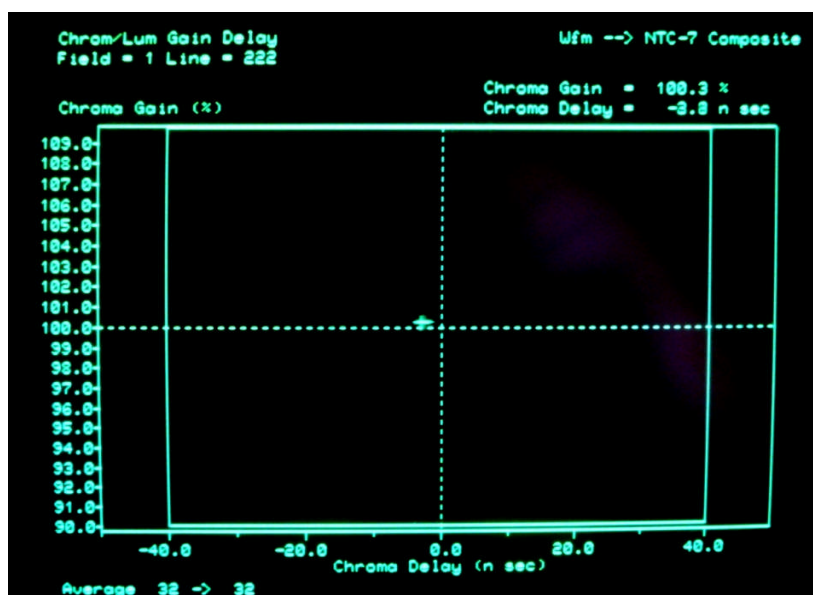 Chrom/Lum Gain Delay
Wfm --> NTC-7 Composite
Field = 1 Line = 222
Chroma Gain = 100.3 %
Chroma Gain (%)
Chroma Delay = n sec
109.0
108.0
107.0
106.0
105.0
104.0
103.0
102.0
101.0
100.0
99.0
98.0
97.0
96.0
95.0
94.0
93.0
92.0
91.0
90.0
-40.0 -20.0 0.0 20.0 40.0
Chroma Delay (n sec)
Average 32 -> 32